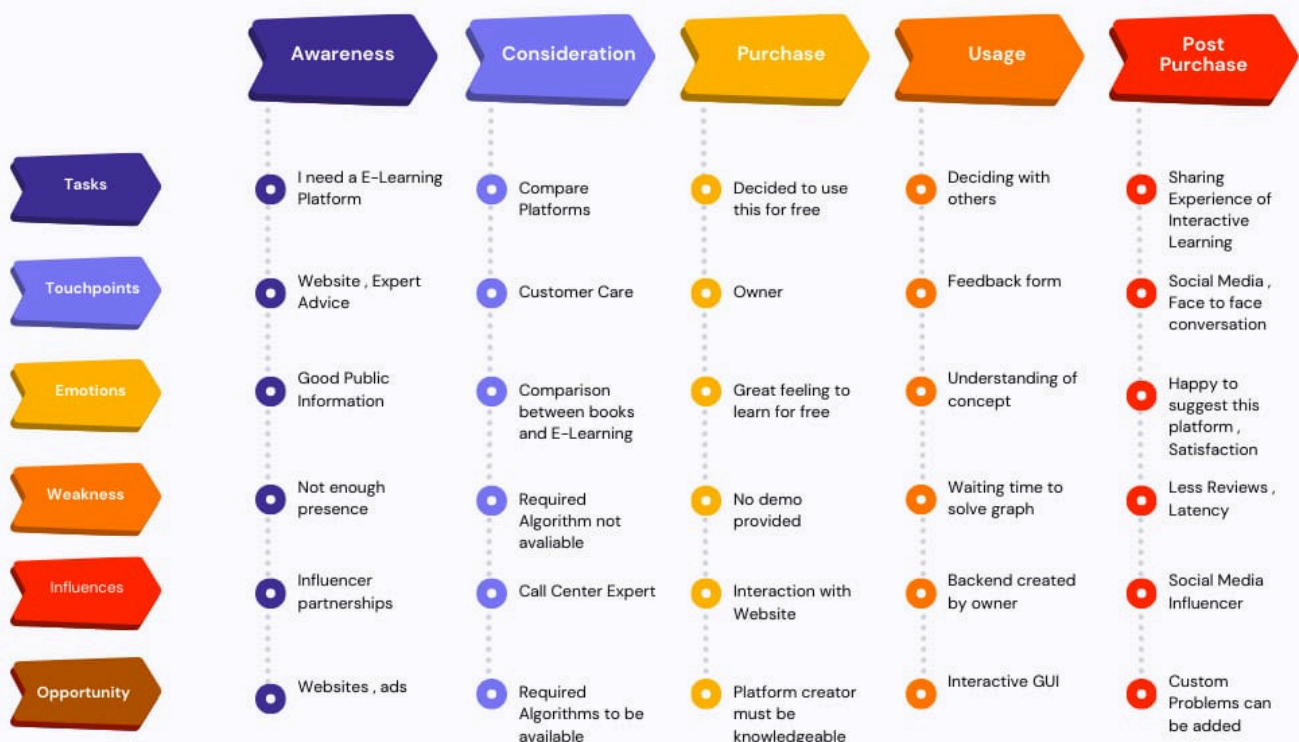 Awareness
Consideration
Purchase
Usage
Post
Purchase
Tasks
I need a E-Learning
Platform
Compare
Platforms
Decided to use
this for free
Deciding with
others
Sharing
Experience of
Interactive
Learning
Touchpoints
Website , Expert
Advice
Customer Care
Owner
Feedback form
Social Media ,
Face to face
conversation
Emotions
Good Public
Information
Comparison
between books
and E-Learning
Great feeling to
learn for free
Understanding of
concept
Happy to
suggest this
platform ,
Satisfaction
Weakness
Not enough
presence
Required
Algorithm not
avaliable
No demo
provided
Waiting time to
solve graph
Less Reviews ,
Latency
Influences
Influencer
partnerships
Call Center Expert
Interaction with
Website
Backend created
by owner
Social Media
Influencer
Opportunity
Websites , ads
Required
Algorithms to be
available
Platform creator
must be
knowledgeable
Interactive GUI
Custom
Problems can
be added